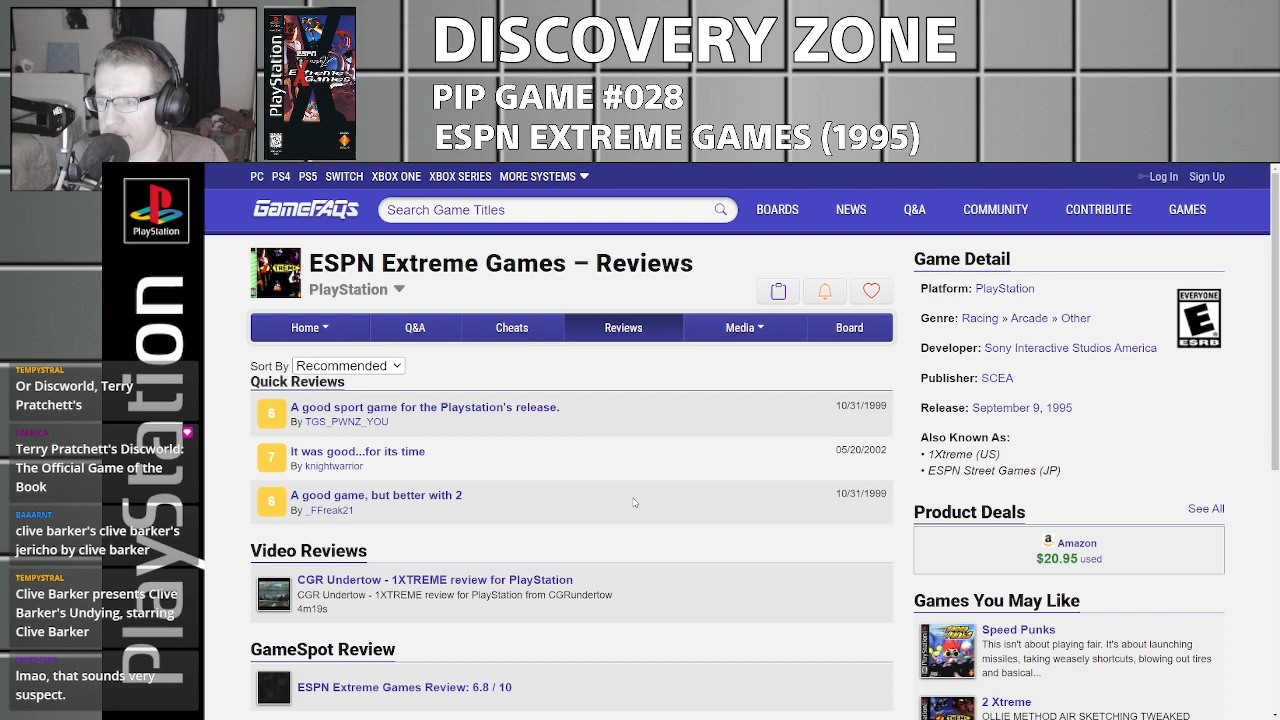 DISCOVERY ZONE
PIP GAME #028
ESPN EXTREME GAMES (1995)
PlayStation
ESPN
PlayStation
PlayStation
TEMPYSTRAL
Or Discworld, Terry
Pratchett's
Terry Pratchett's Discworld:
The Official Game of the
Book
BAAARNT
clive barker's clive barker's
jericho by clive barker
TEMPYSTRAL
Clive Barker presents Clive
Barker's Undying, starring
Clive Barker
lmao, that sounds very
suspect.
PC PS4 PS5 SWITCH XBOX ONE XBOX SERIES MORE SYSTEMS
Log In Sign Up
GameFAQs
Search Game Titles
BOARDS NEWS Q&A COMMUNITY CONTRIBUTE GAMES
ESPN Extreme Games – Reviews
PlayStation
Home Q&A Cheats Reviews Media Board
Sort By Recommended
Quick Reviews
6 A good sport game for the Playstation's release. 10/31/1999
By TGS_PWNZ_YOU
7 It was good...for its time 05/20/2002
By knightwarrior
6 A good game, but better with 2 10/31/1999
By _FFreak21
Video Reviews
CGR Undertow - 1XTREME review for PlayStation
CGR Undertow - 1XTREME review for PlayStation from CGRundertow
4m19s
GameSpot Review
ESPN Extreme Games Review: 6.8 / 10
Game Detail
Platform: PlayStation
Genre: Racing » Arcade » Other
Developer: Sony Interactive Studios America
Publisher: SCEA
Release: September 9, 1995
Also Known As:
• 1Xtreme (US)
• ESPN Street Games (JP)
EVERYONE
E
ESRB
Product Deals
See All
a Amazon
$20.95 used
Games You May Like
Speed Punks
This isn't about playing fair. It's about launching
missiles, taking weasely shortcuts, blowing out tires
and basical...
2 Xtreme
OLLIE METHOD AIR SKETCHING TWEAKED